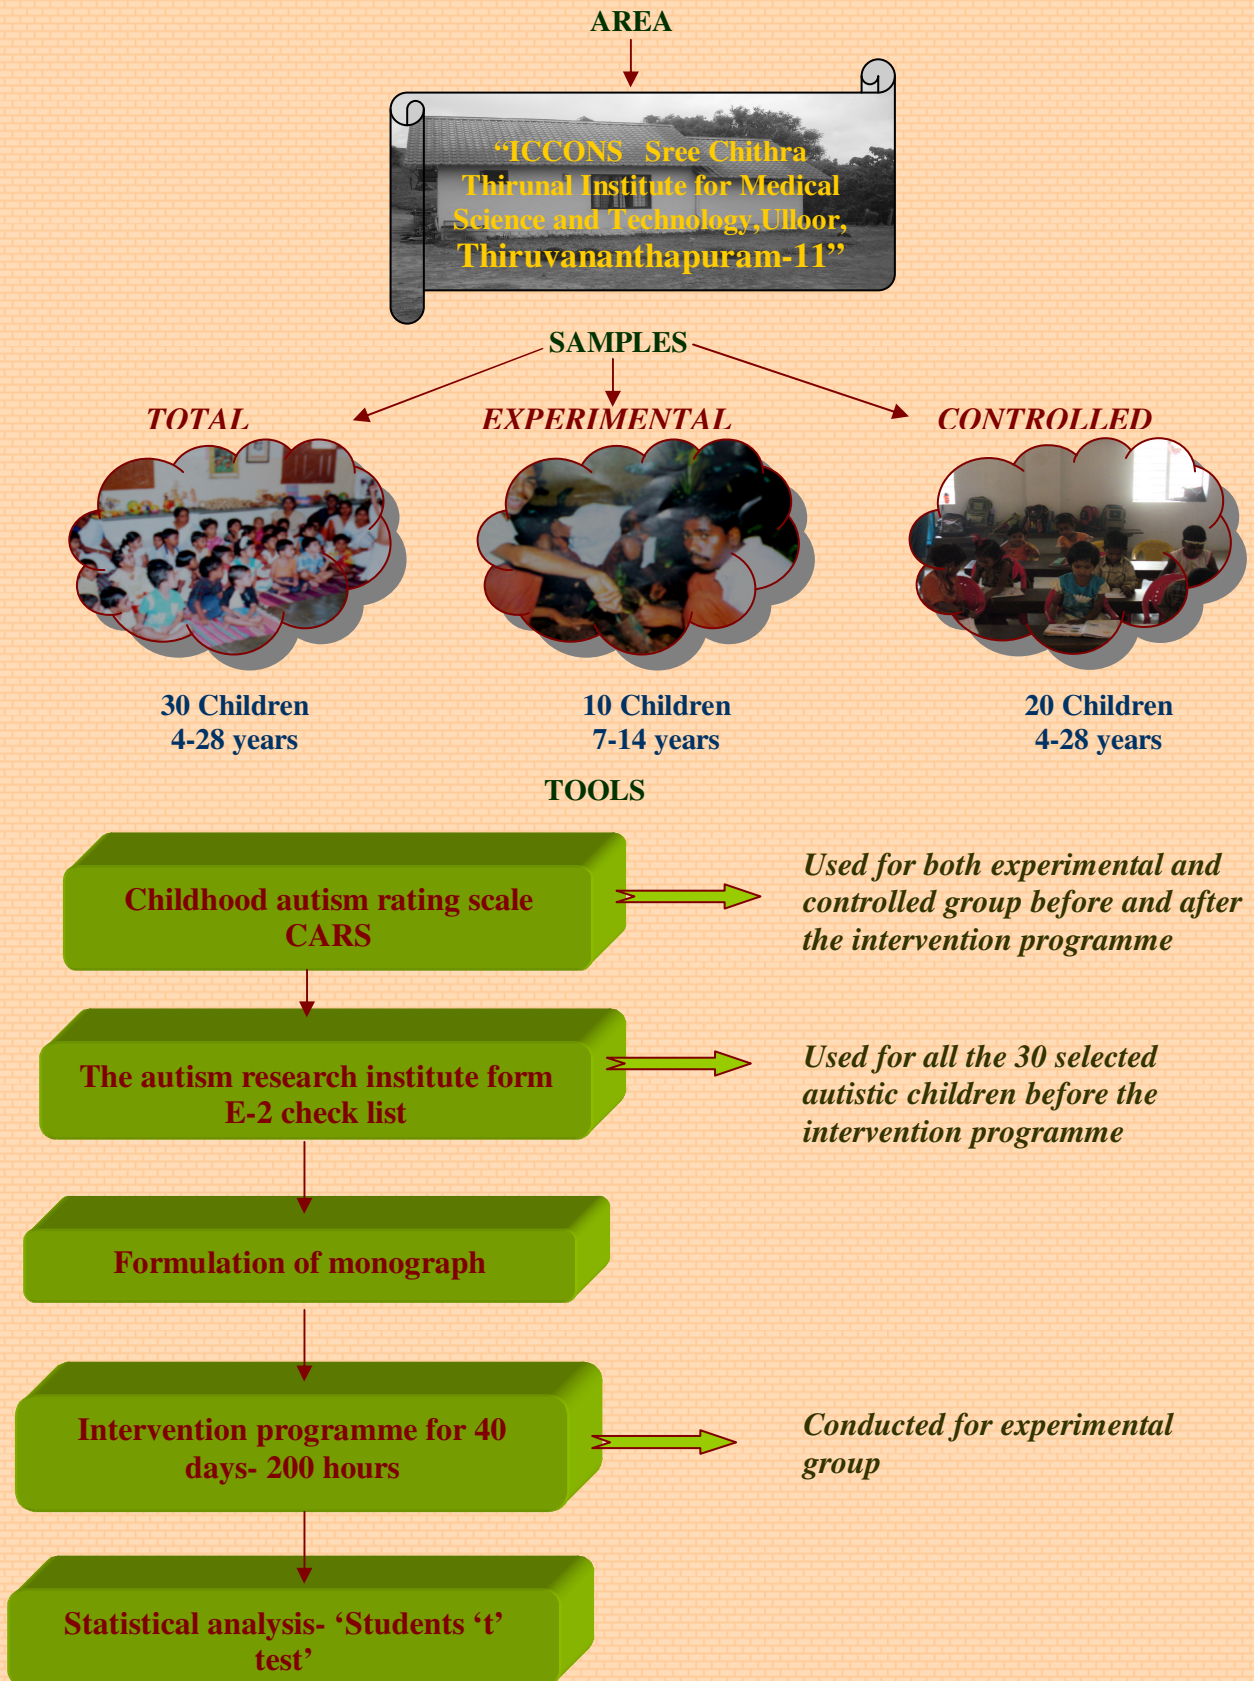 AREA
“ICCONS Sree Chithra
Thirunal Institute for Medical
Science and Technology,Ulloor,
Thiruvananthapuram-11”
SAMPLES
TOTAL
EXPERIMENTAL
CONTROLLED
30 Children
4-28 years
10 Children
7-14 years
20 Children
4-28 years
TOOLS
Childhood autism rating scale
CARS
Used for both experimental and
controlled group before and after
the intervention programme
The autism research institute form
E-2 check list
Used for all the 30 selected
autistic children before the
intervention programme
Formulation of monograph
Intervention programme for 40
days- 200 hours
Conducted for experimental
group
Statistical analysis- ‘Students ‘t’
test’